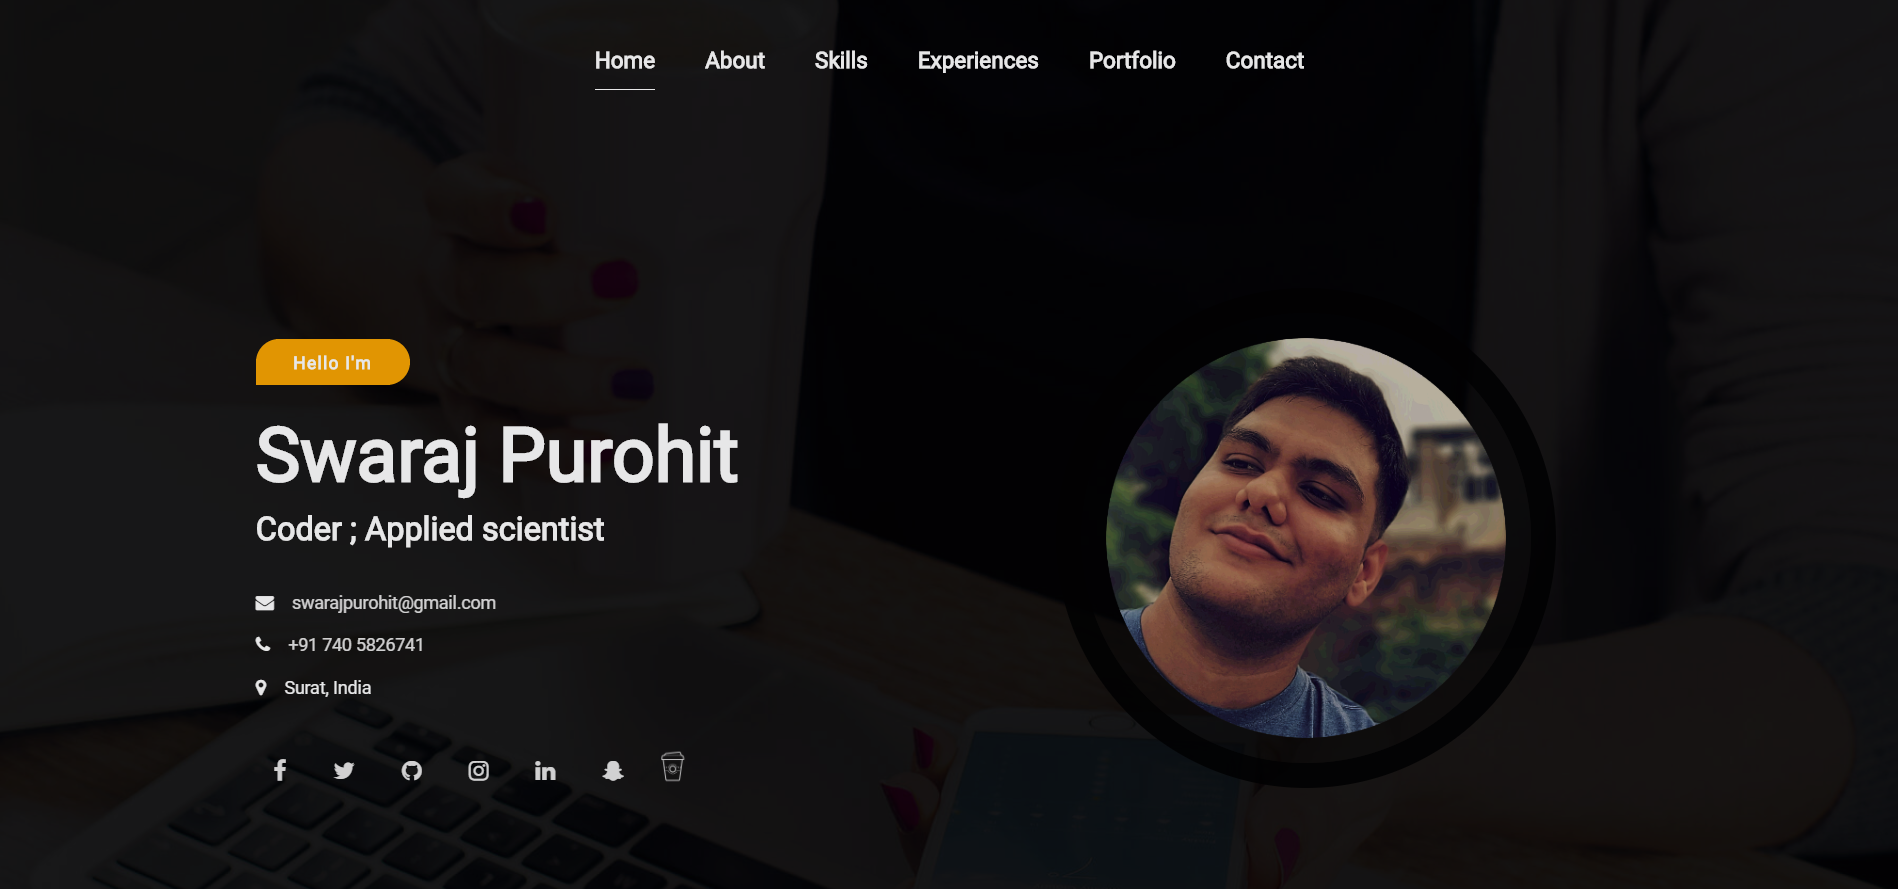 Home About Skills Experiences Portfolio Contact
Hello I'm
Swaraj Purohit
Coder ; Applied scientist
swarajpurohit@gmail.com
+91 740 5826741
Surat, India